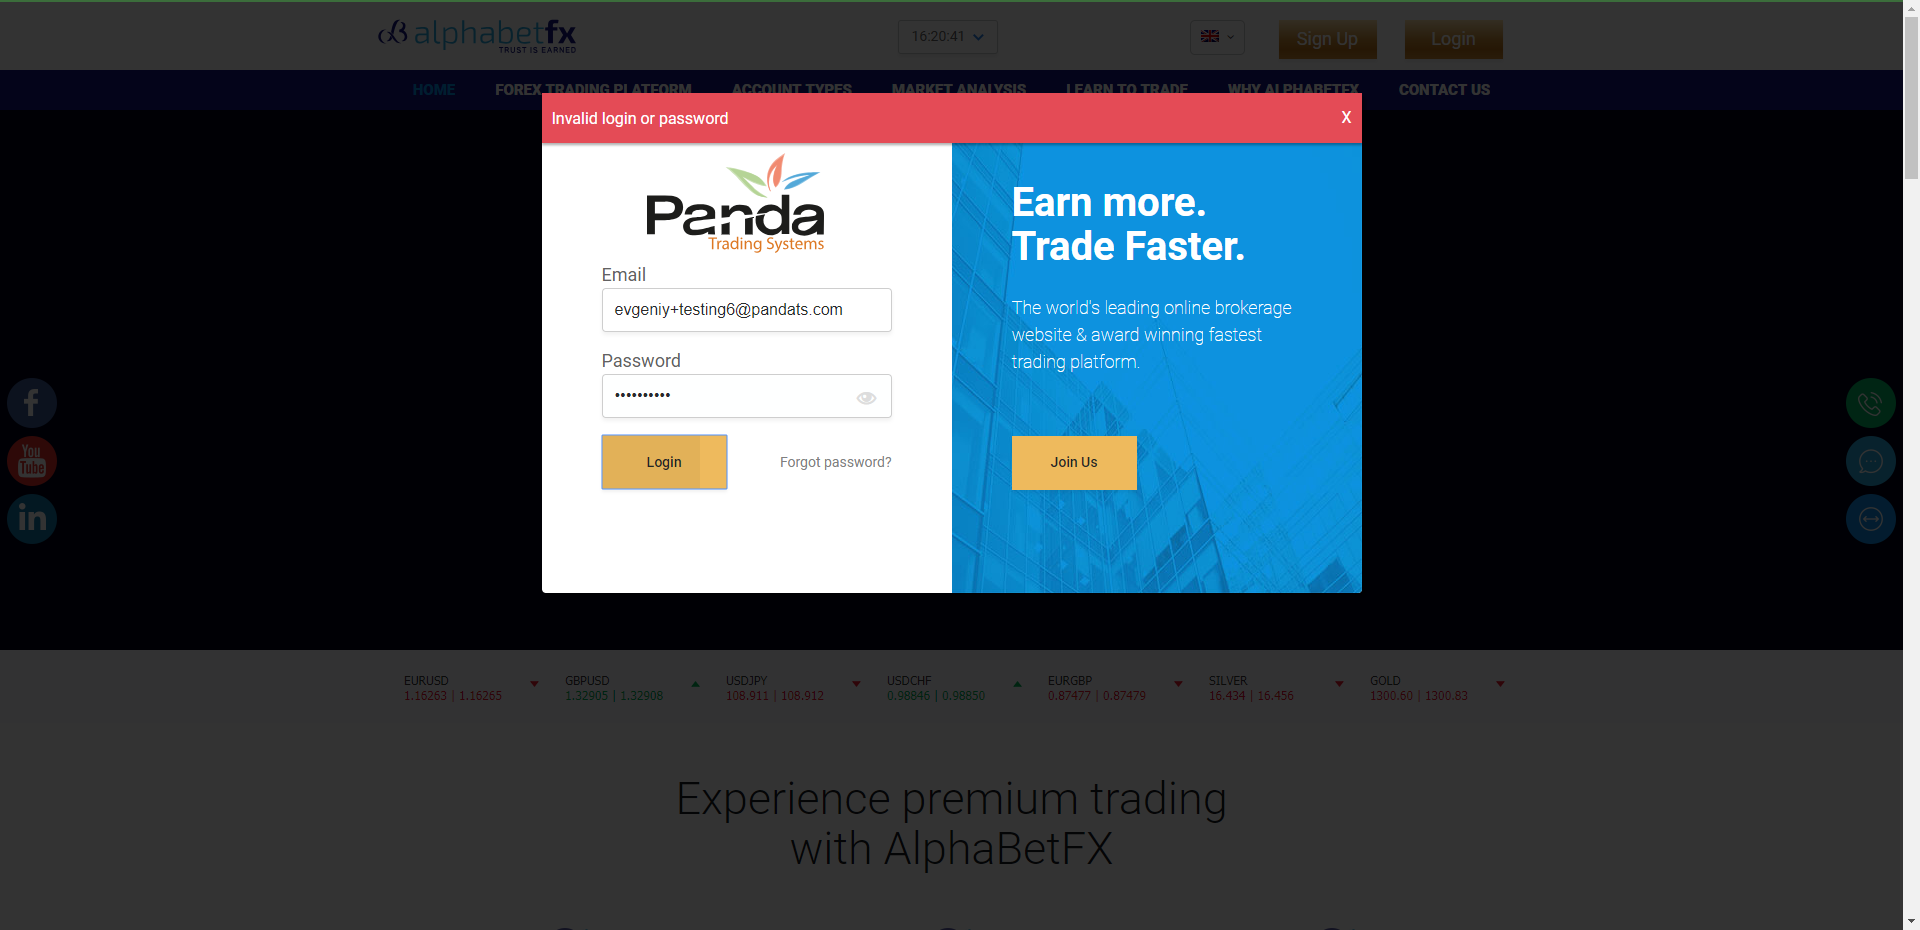 alphabetfx
TRUST IS EARNED
16:20:41
Sign Up
Login
HOME
FOREX TRADING PLATFORM
ACCOUNT TYPES
MARKET ANALYSIS
LEARN TO TRADE
WHY ALPHABETFX
CONTACT US
Invalid login or password
X
Panda
Trading Systems
Email
evgeniy+testing6@pandats.com
Password
••••••••••
Login
Forgot password?
Earn more.
Trade Faster.
The world's leading online brokerage
website & award winning fastest
trading platform.
Join Us
f
You
Tube
in
EURUSD
1.16263 | 1.16265
GBPUSD
1.32905 | 1.32908
USDJPY
108.911 | 108.912
USDCHF
0.98846 | 0.98850
EURGBP
0.87477 | 0.87479
SILVER
16.434 | 16.456
GOLD
1300.60 | 1300.83
Experience premium trading
with AlphaBetFX